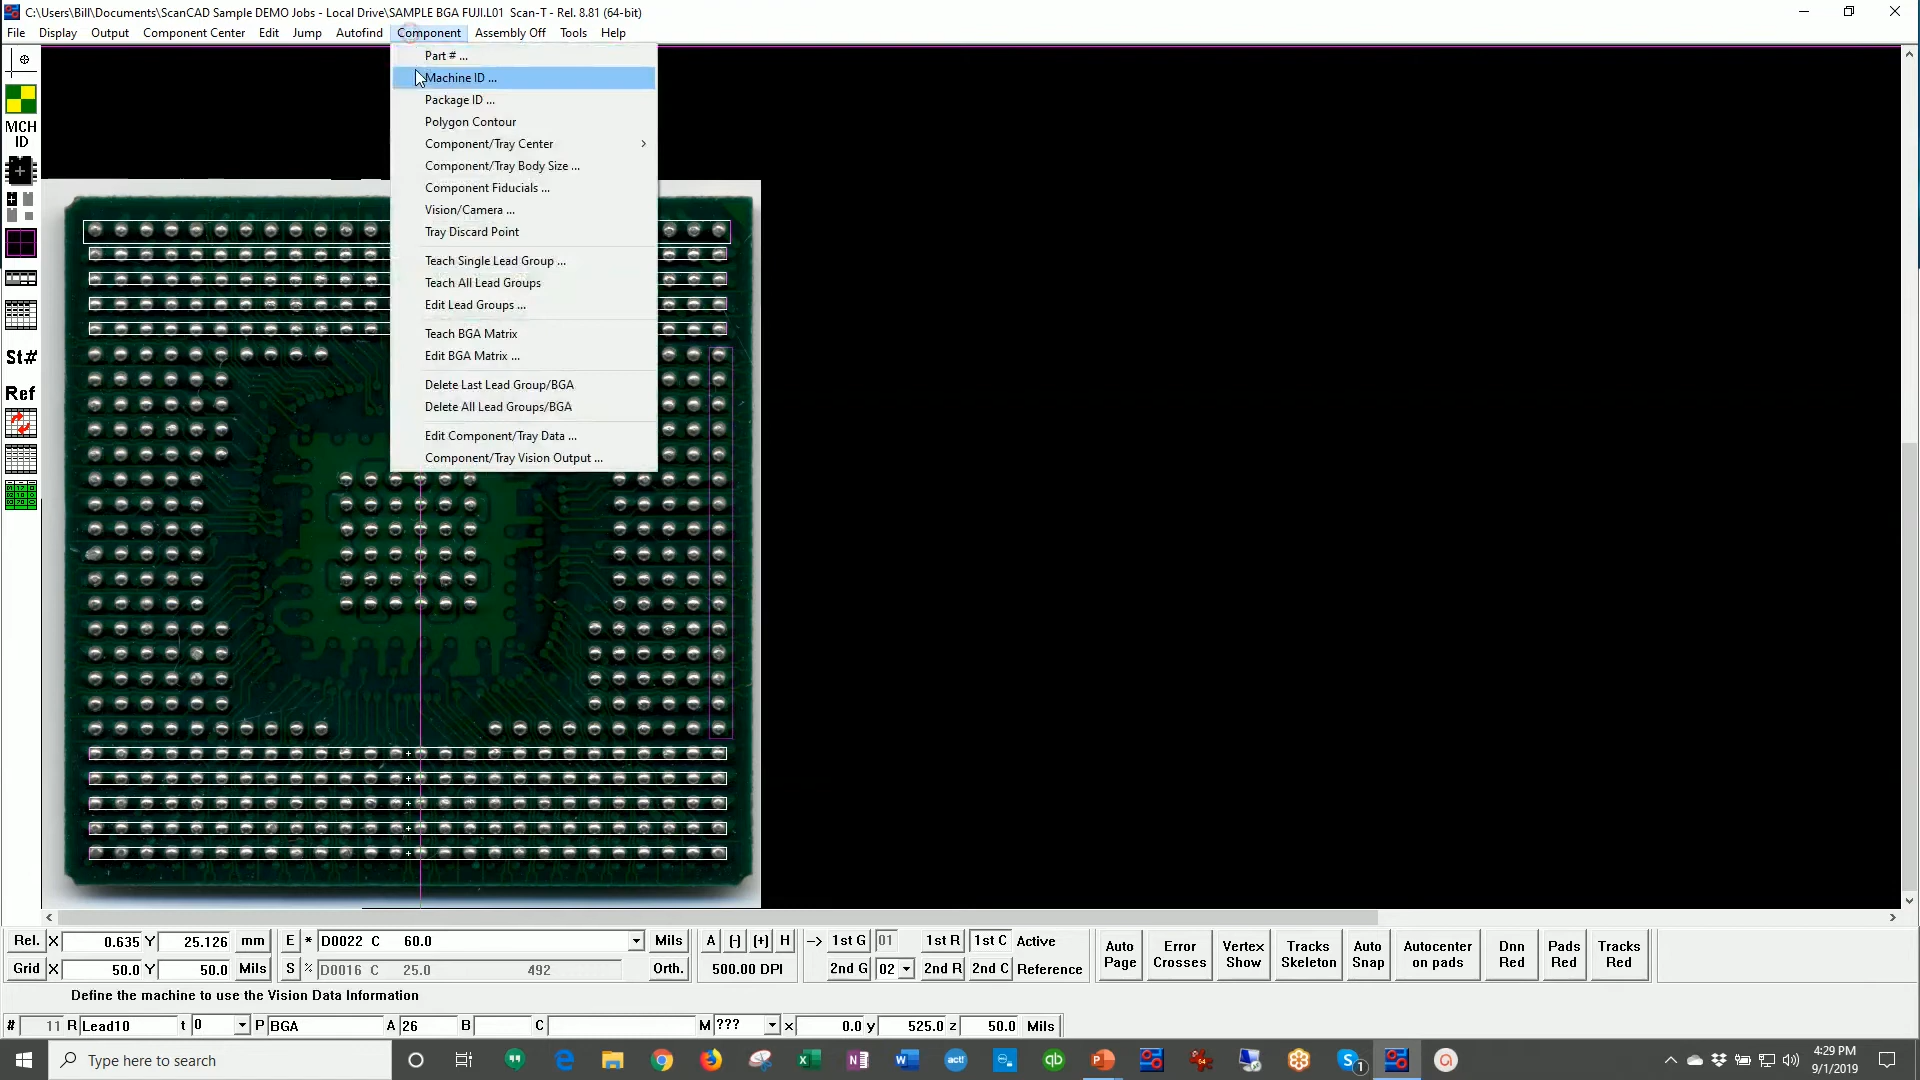 C:\Users\Bill\Documents\ScanCAD Sample DEMO Jobs - Local Drive\SAMPLE BGA FUJI.L01 Scan-T - Rel. 8.81 (64-bit)
File Display Output Component Center Edit Jump Autofind Component Assembly Off Tools Help
Part # ...
Machine ID ...
Package ID ...
Polygon Contour
Component/Tray Center
Component/Tray Body Size ...
Component Fiducials ...
Vision/Camera ...
Tray Discard Point
Teach Single Lead Group ...
Teach All Lead Groups
Edit Lead Groups ...
Teach BGA Matrix
Edit BGA Matrix ...
Delete Last Lead Group/BGA
Delete All Lead Groups/BGA
Edit Component/Tray Data ...
Component/Tray Vision Output ...
MCH
ID
St#
Ref
Rel. X 0.635 Y 25.126 mm E * D0022 C 60.0 Mils A (-) (+) H -> 1st G 01 1st R 1st C Active
Grid X 50.0 Y 50.0 Mils S % D0016 C 25.0 492 Orth. 500.00 DPI 2nd G 02 2nd R 2nd C Reference
Auto Page Error Crosses Vertex Show Tracks Skeleton Auto Snap Autocenter on pads Dnn Red Pads Red Tracks Red
Define the machine to use the Vision Data Information
# 11 R Lead10 t 0 P BGA A 26 B C M ??? x 0.0 y 525.0 z 50.0 Mils
Type here to search
act!
4:29 PM
9/1/2019